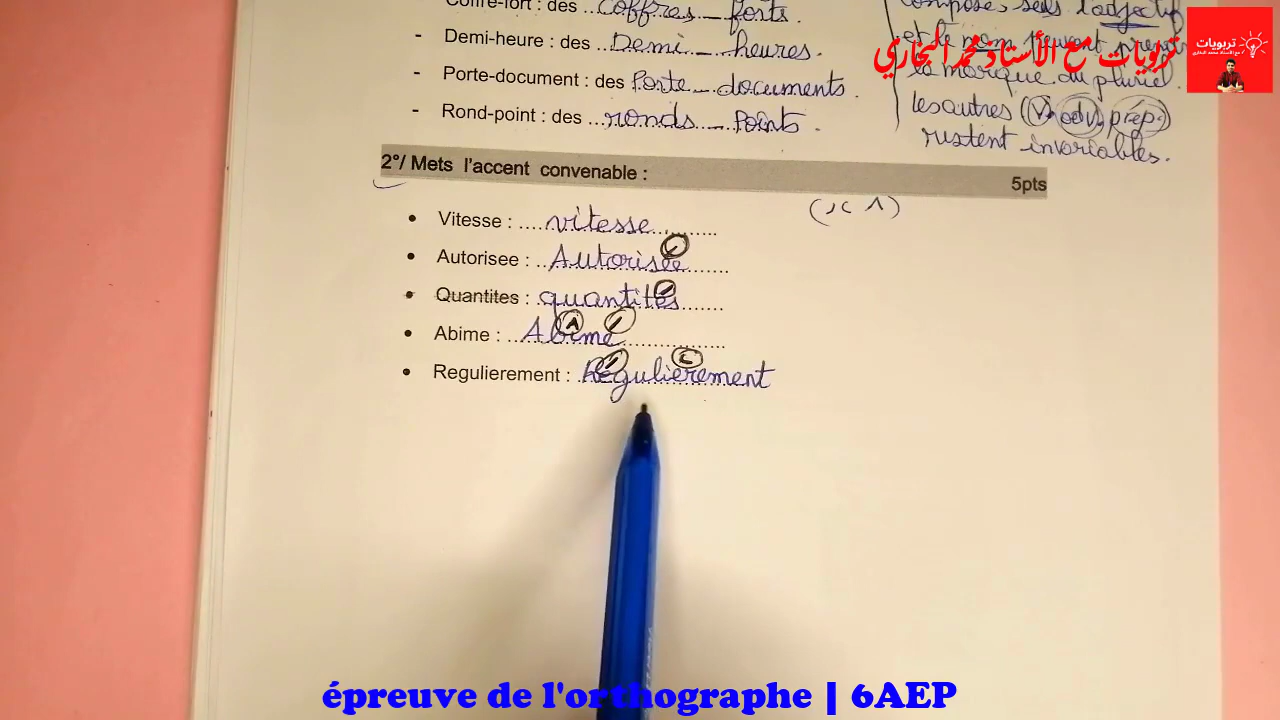 Coffre-fort : des ...coffres - forts.
- Demi-heure : des ...Demi - heures.
- Porte-document : des Porte - documents.
- Rond-point : des ...ronds - Points.
composés seuls l'adjectif
et le nom peuvent prendre
la marque du pluriel.
les autres (V. adv. prép.)
restent invariables.
تربويات مع الأستاذ محمد البخاري
تربويات
2°/ Mets l'accent convenable :
5pts
• Vitesse : ....vitesse...........
• Autorisee : ..Autorisée.......
• Quantites : quantités.......
• Abime : ...Abîmé.................
• Regulierement : ..Régulièrement
épreuve de l'orthographe | 6AEP